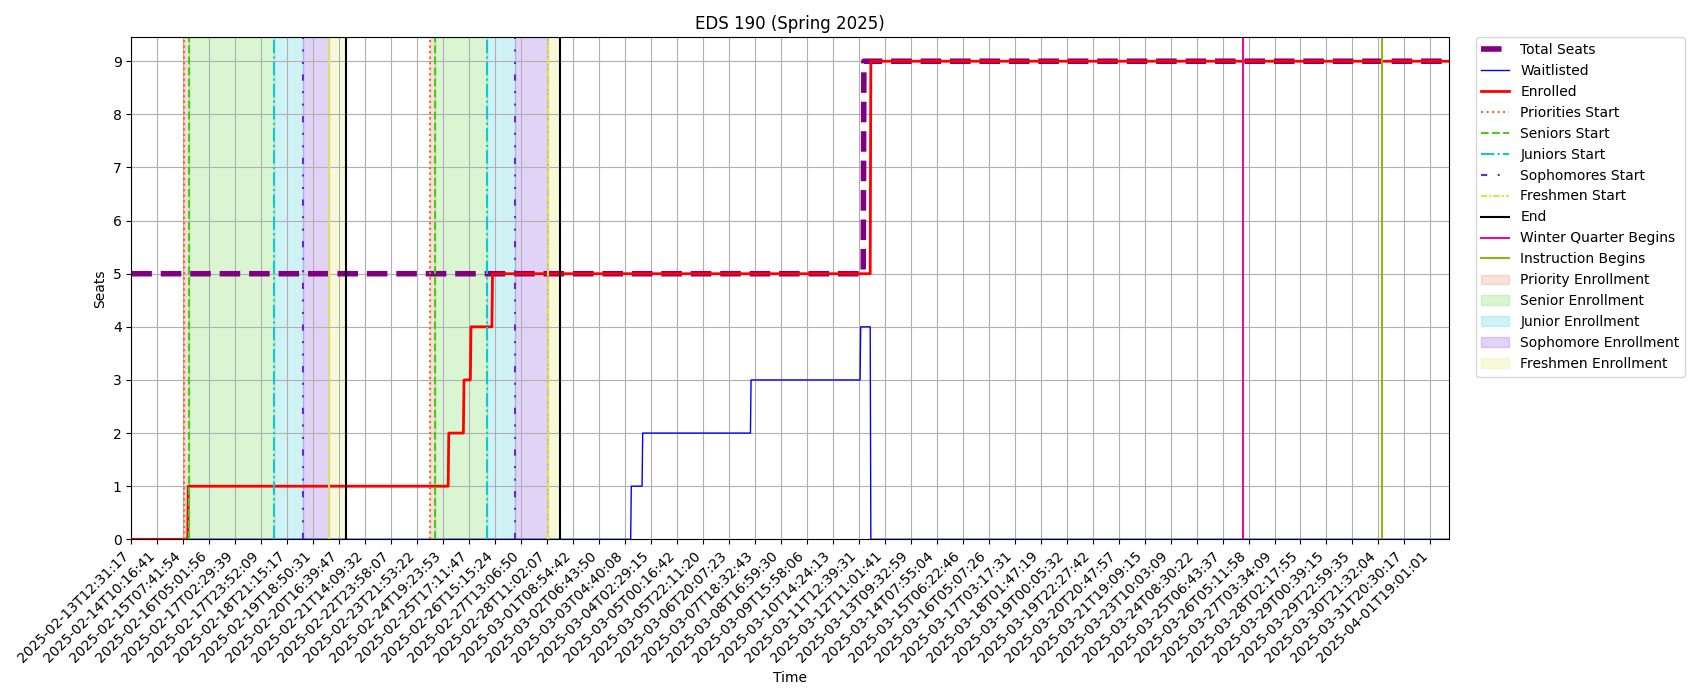 EDS 190 (Spring 2025)
Seats
9
8
7
6
5
4
3
2
1
0
2025-02-13T12:31:17
2025-02-14T10:16:41
2025-02-15T07:41:54
2025-02-16T05:01:56
2025-02-17T02:29:39
2025-02-17T23:52:09
2025-02-18T21:15:17
2025-02-19T18:50:31
2025-02-20T16:39:47
2025-02-21T14:09:32
2025-02-22T23:58:07
2025-02-23T21:53:22
2025-02-24T19:23:53
2025-02-25T17:11:47
2025-02-26T15:15:24
2025-02-27T13:06:50
2025-02-28T11:02:07
2025-03-01T08:54:42
2025-03-02T06:43:50
2025-03-03T04:40:08
2025-03-04T02:29:15
2025-03-05T00:16:42
2025-03-05T22:11:20
2025-03-06T20:07:23
2025-03-07T18:32:43
2025-03-08T16:59:30
2025-03-09T15:58:06
2025-03-10T14:24:13
2025-03-11T12:39:31
2025-03-12T11:01:41
2025-03-13T09:32:59
2025-03-14T07:55:04
2025-03-15T06:22:46
2025-03-16T05:07:26
2025-03-17T03:17:31
2025-03-18T01:47:19
2025-03-19T00:05:32
2025-03-19T22:27:42
2025-03-20T20:47:57
2025-03-21T19:09:15
2025-03-23T10:03:09
2025-03-24T08:30:22
2025-03-25T06:43:37
2025-03-26T05:11:58
2025-03-27T03:34:09
2025-03-28T02:17:55
2025-03-29T00:39:15
2025-03-29T22:59:35
2025-03-30T21:32:04
2025-03-31T20:30:17
2025-04-01T19:01:01
Time
Total Seats
Waitlisted
Enrolled
Priorities Start
Seniors Start
Juniors Start
Sophomores Start
Freshmen Start
End
Winter Quarter Begins
Instruction Begins
Priority Enrollment
Senior Enrollment
Junior Enrollment
Sophomore Enrollment
Freshmen Enrollment